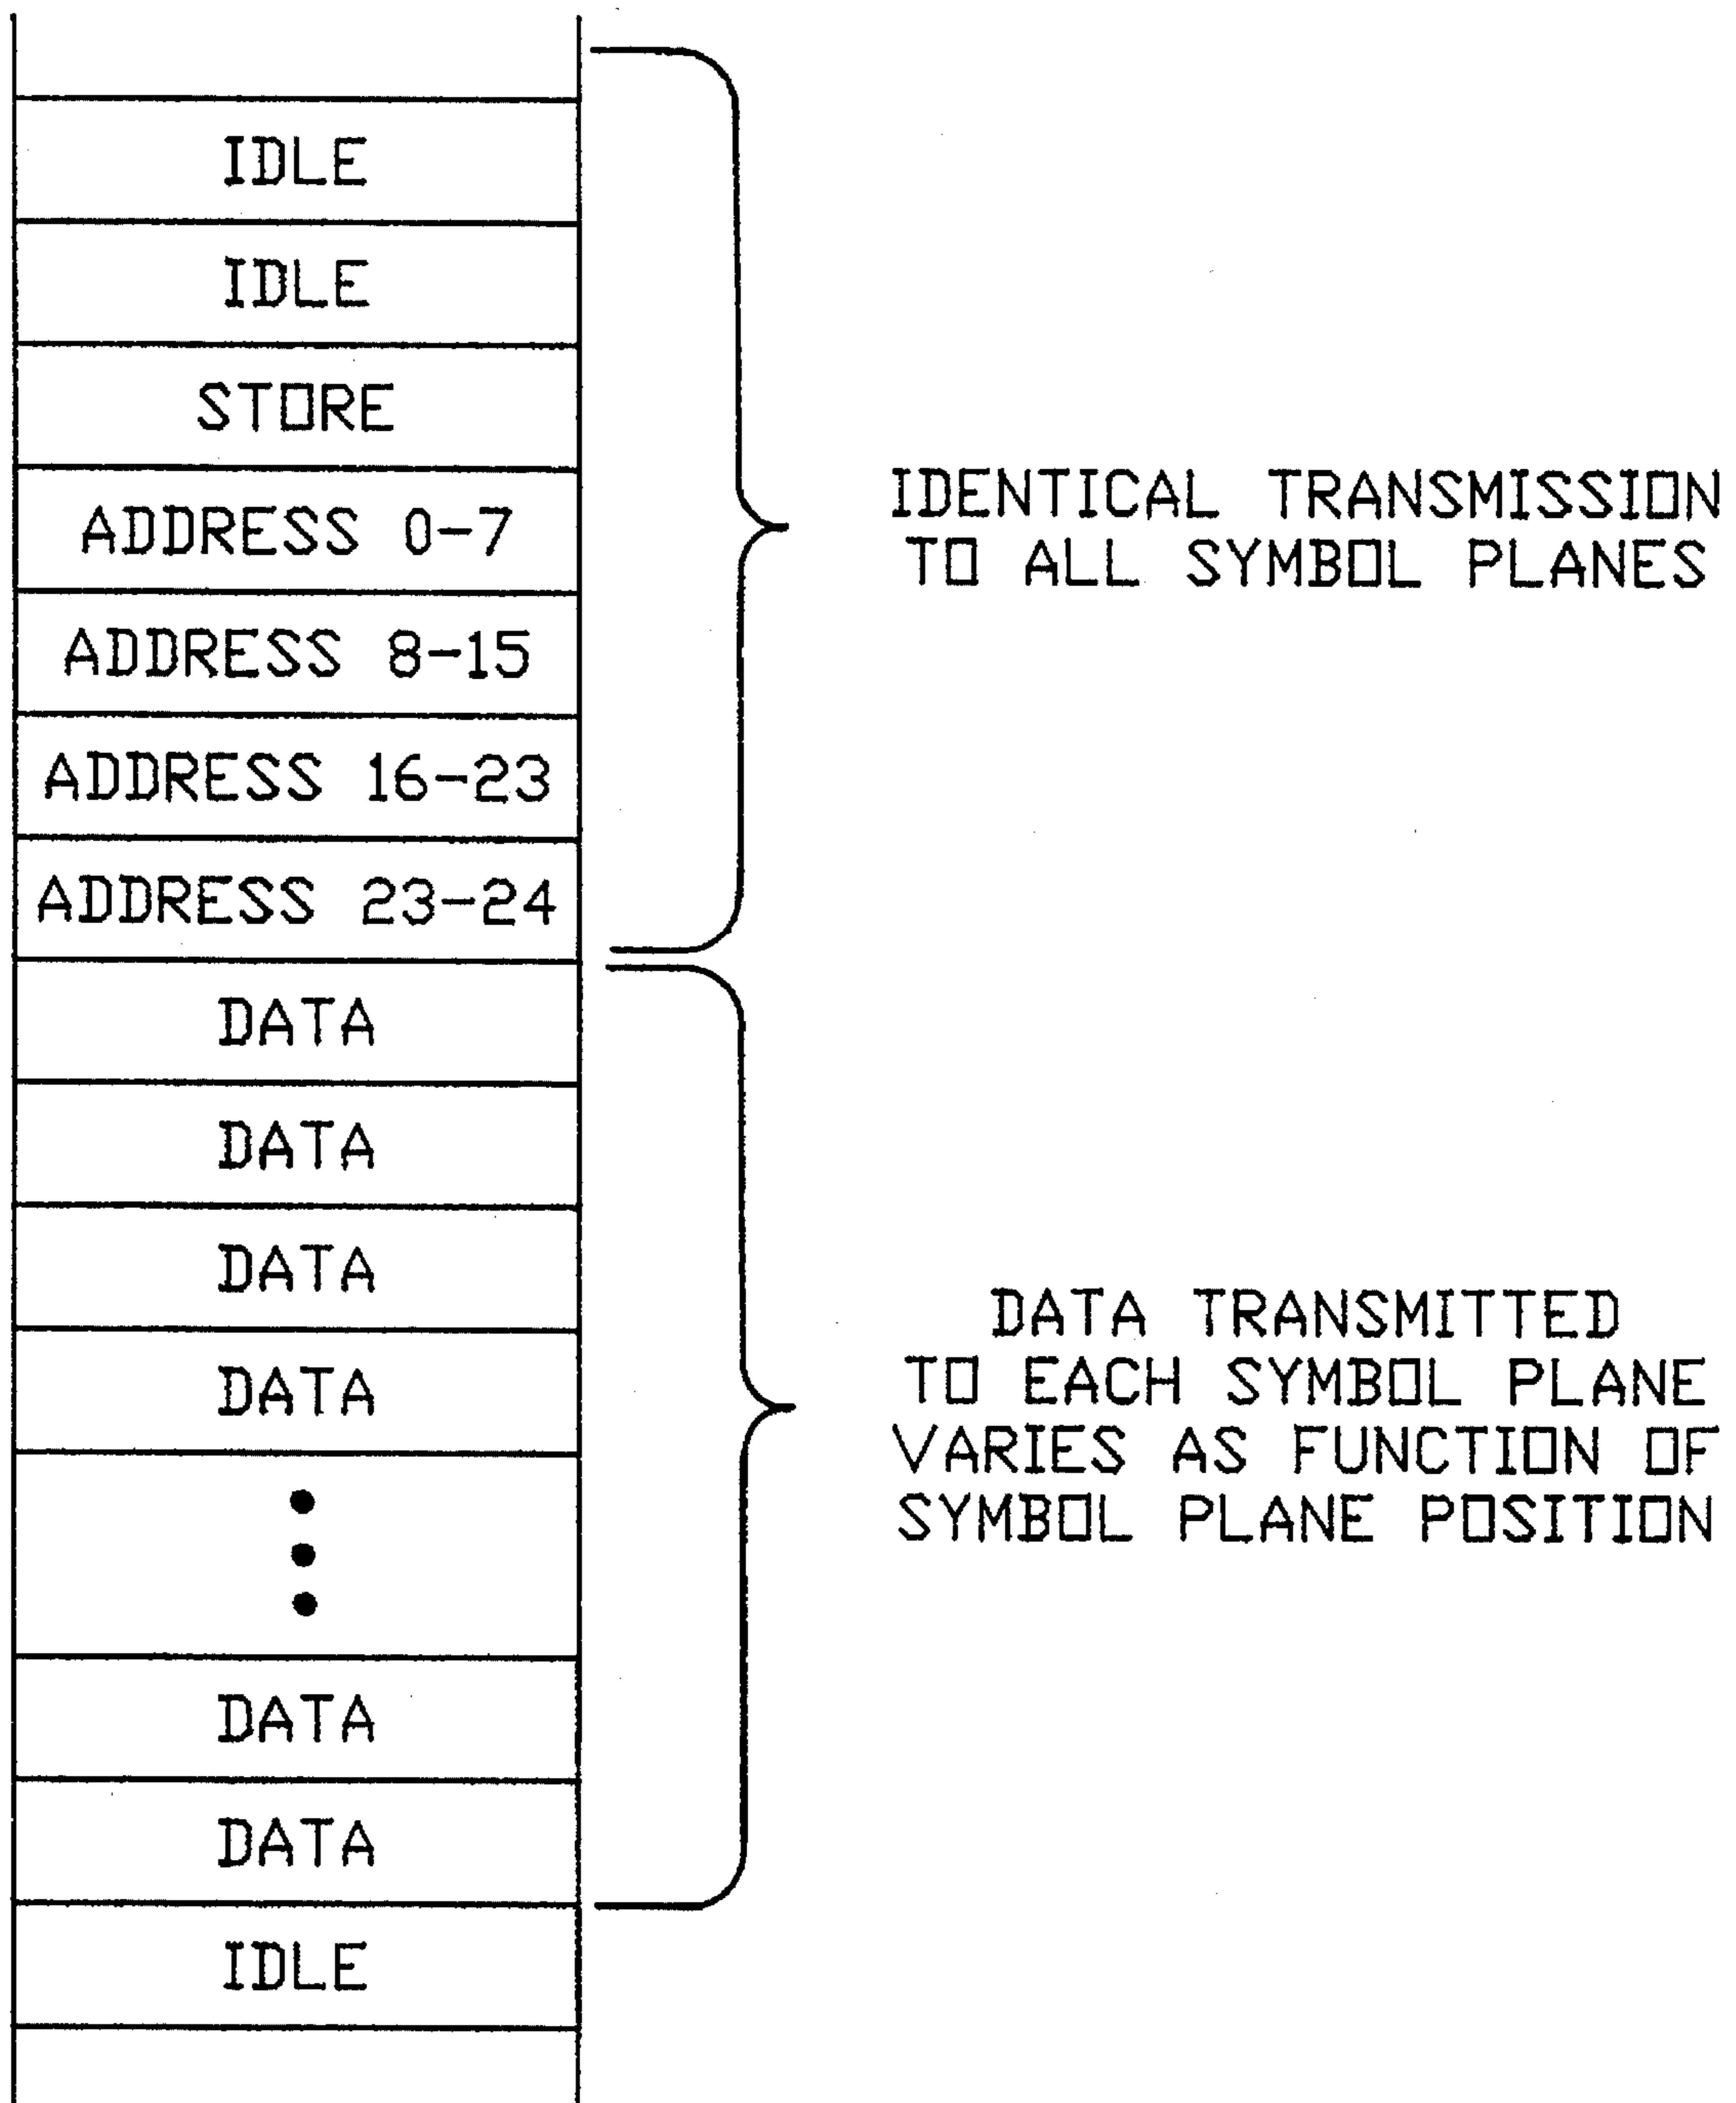 IDLE
IDLE
STORE
ADDRESS 0-7
ADDRESS 8-15
ADDRESS 16-23
ADDRESS 23-24
DATA
DATA
DATA
DATA
DATA
DATA
IDLE
IDENTICAL TRANSMISSION
TO ALL SYMBOL PLANES
DATA TRANSMITTED
TO EACH SYMBOL PLANE
VARIES AS FUNCTION OF
SYMBOL PLANE POSITION